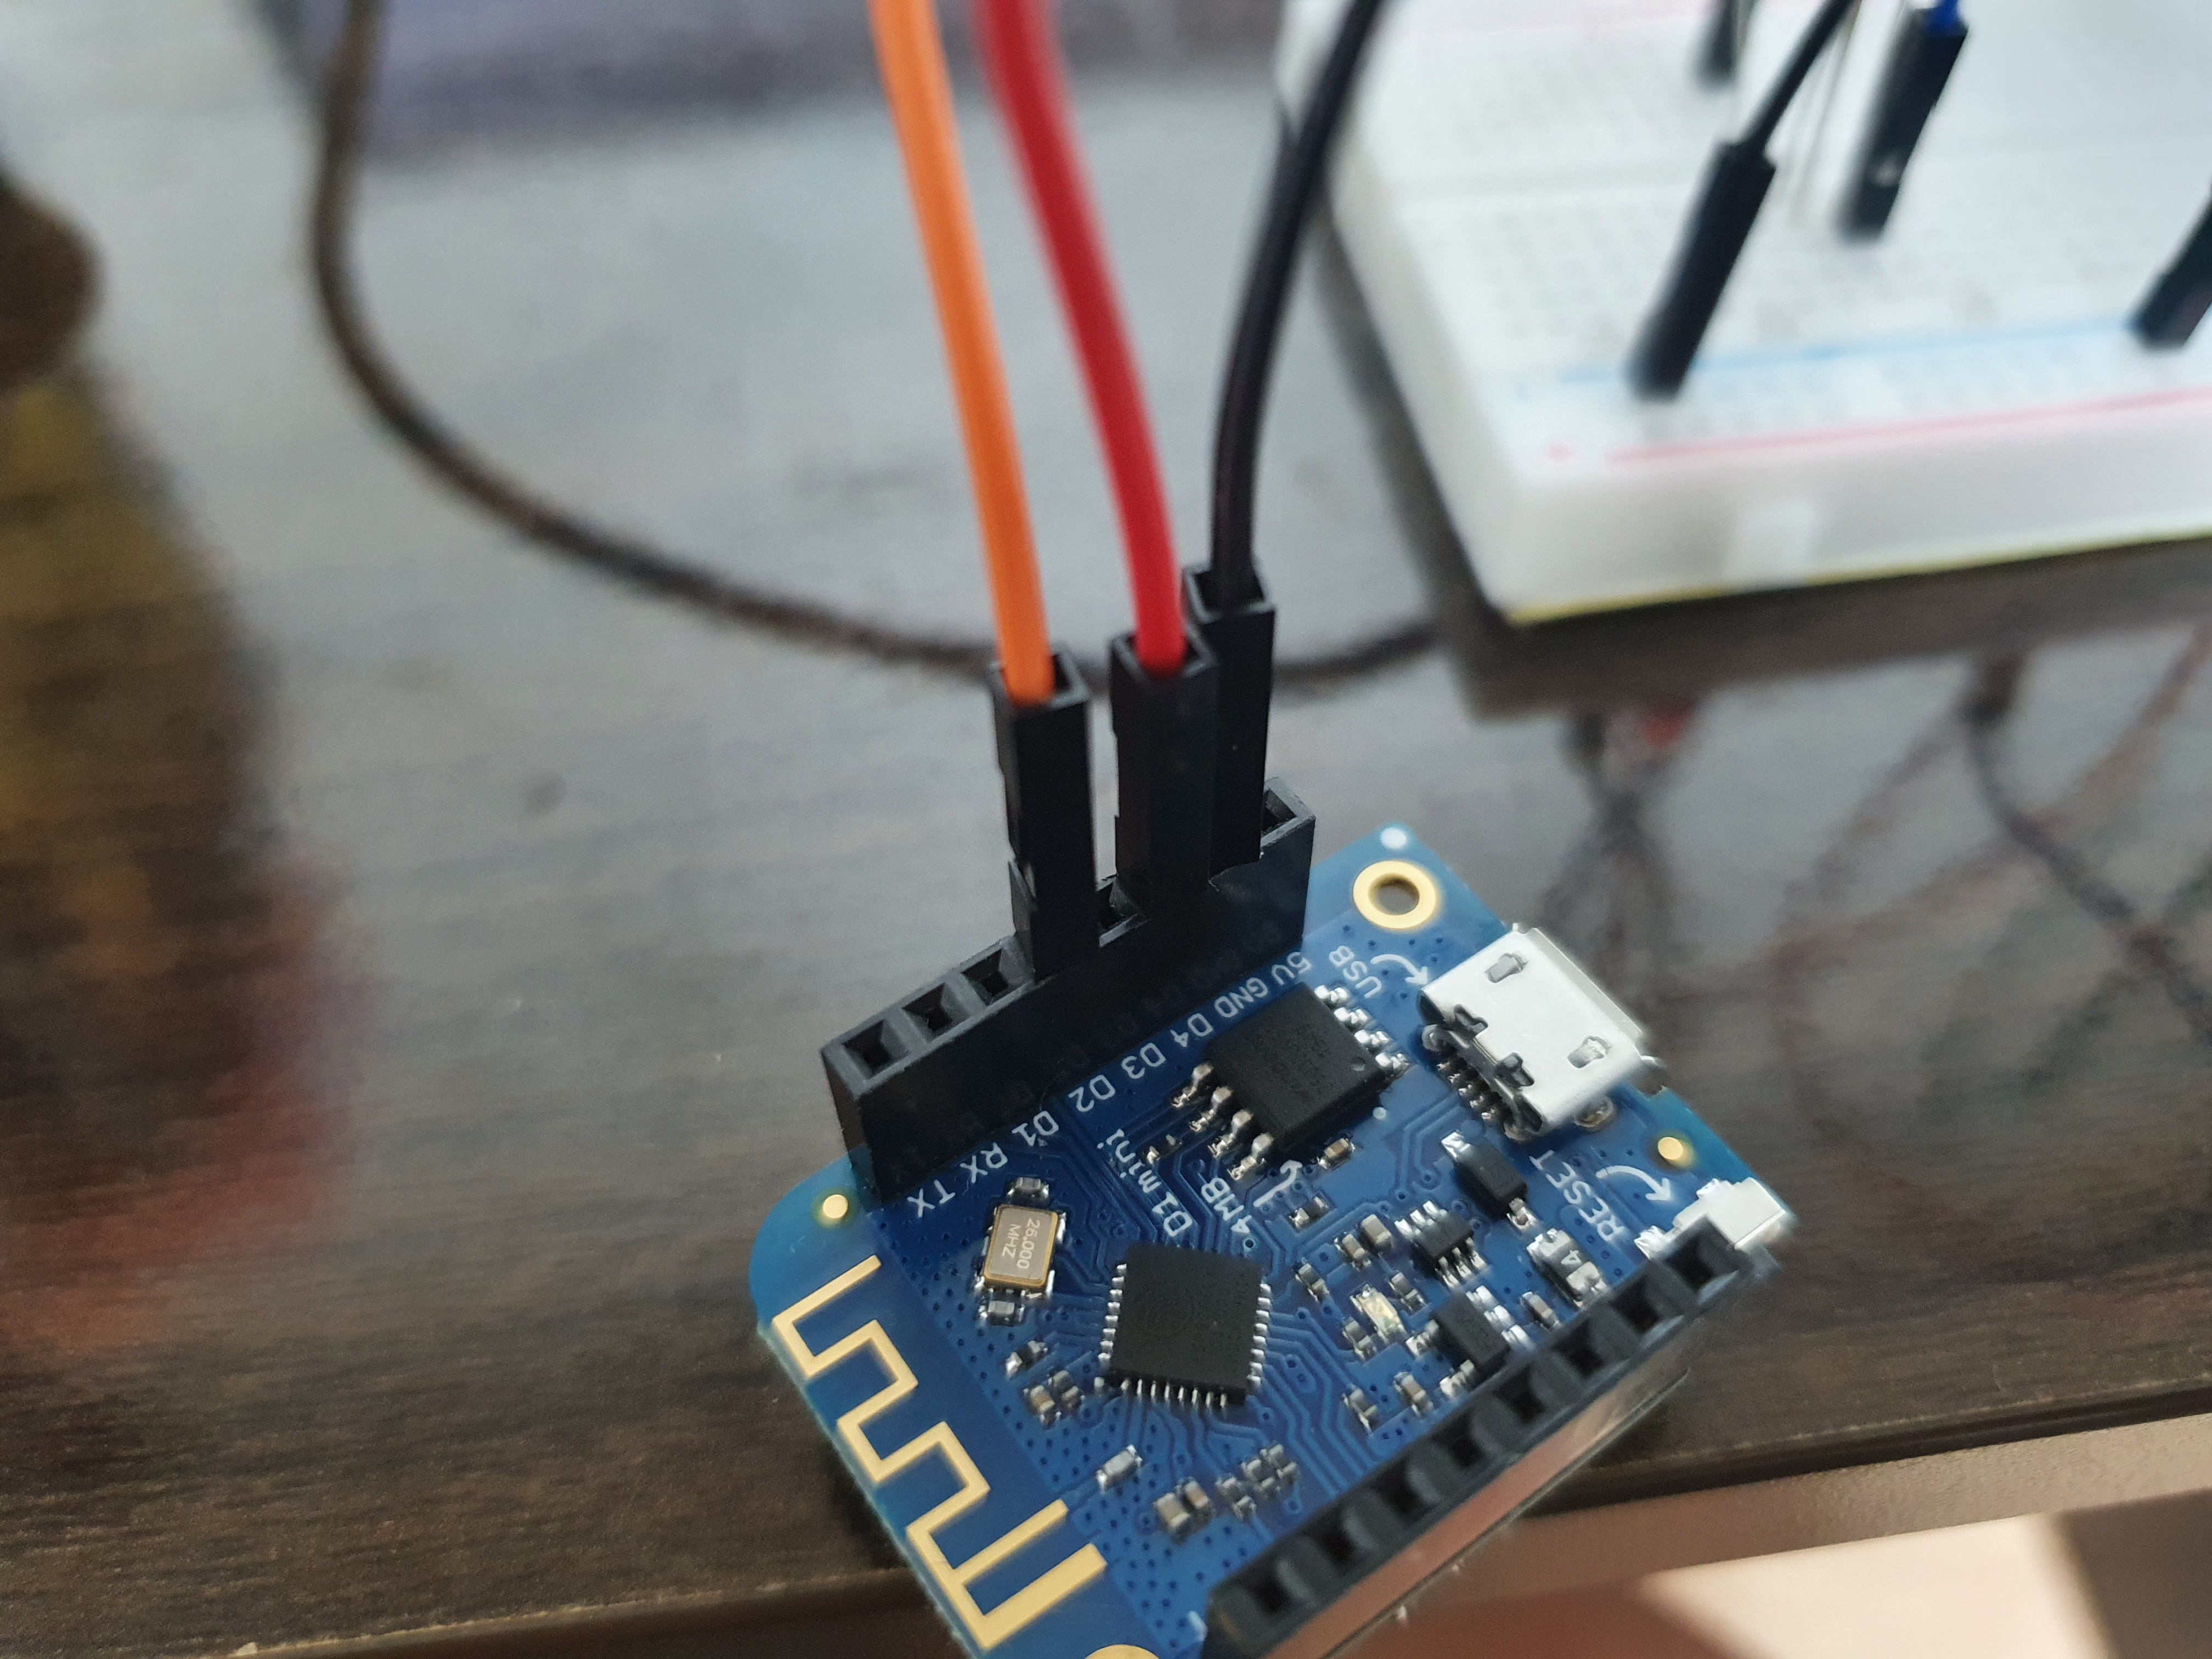 USB
5V GND D4 D3 D2 D1 RX TX
D1 mini
4MB
RESET
26.000
MHZ